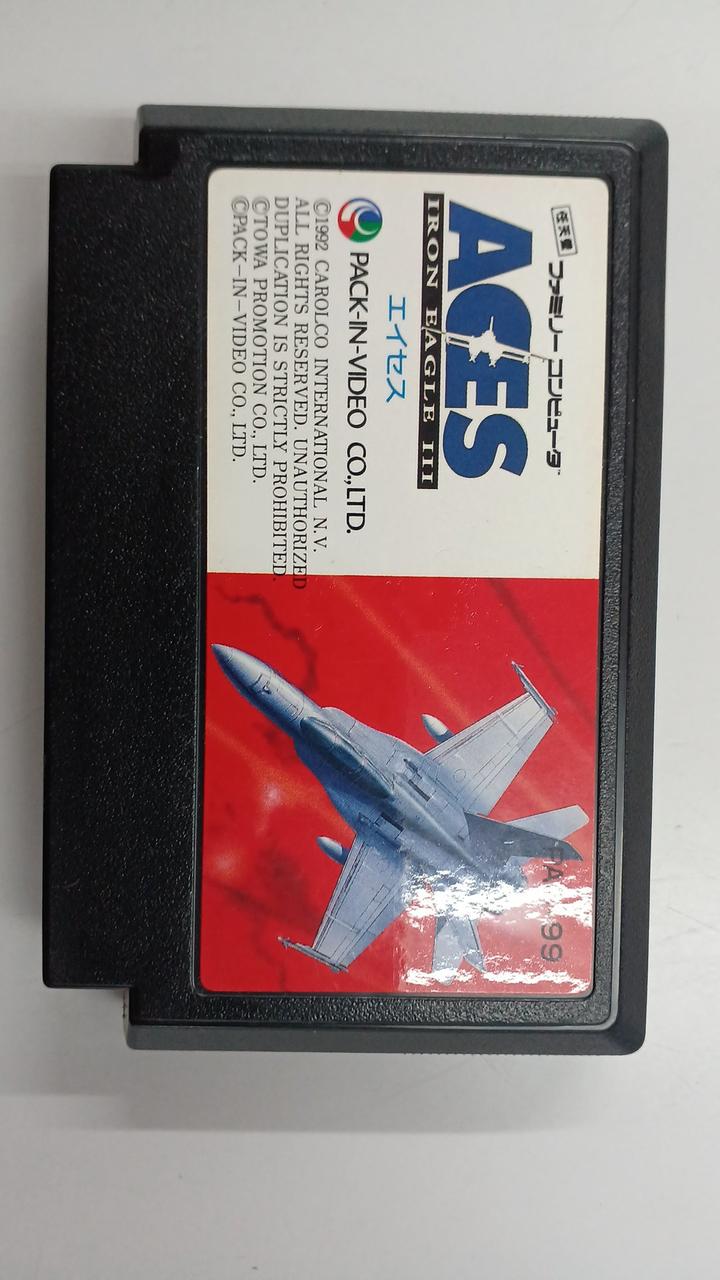 任天堂 ファミリーコンピュータ™
ACES
IRON EAGLE III
エイセス
PACK-IN-VIDEO CO.,LTD.
©1992 CAROLCO INTERNATIONAL N.V.
ALL RIGHTS RESERVED. UNAUTHORIZED
DUPLICATION IS STRICTLY PROHIBITED.
©TOWA PROMOTION CO., LTD.
©PACK-IN-VIDEO CO., LTD.